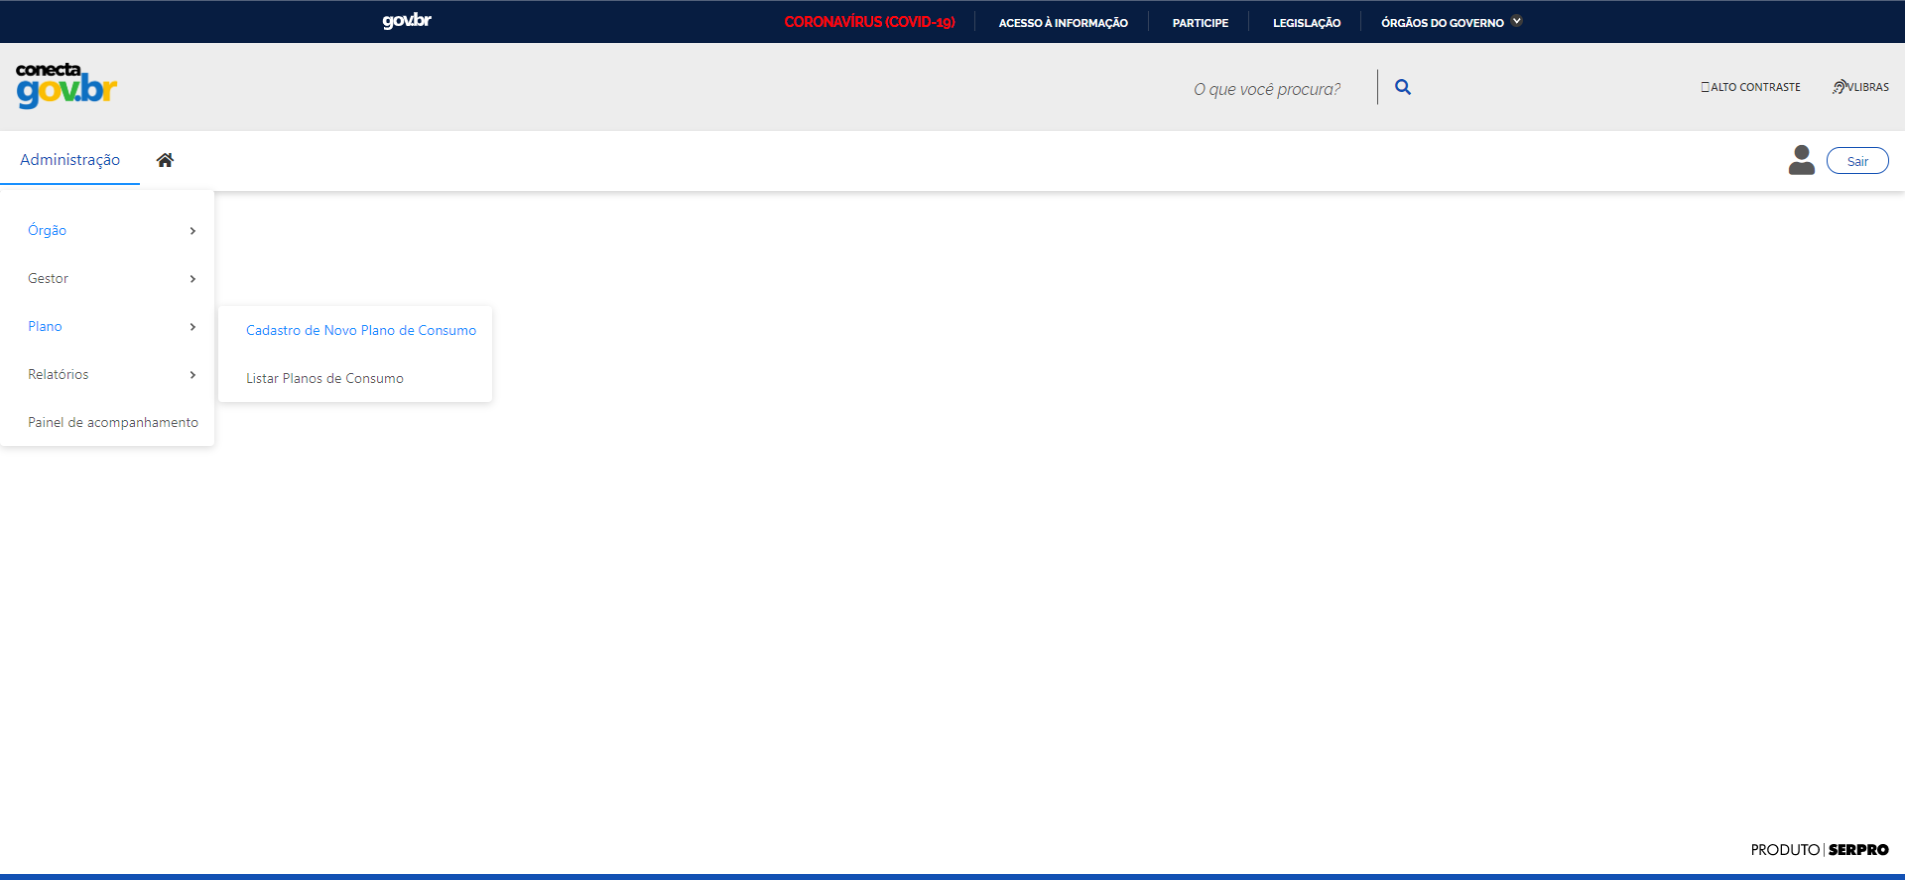 gov.br
CORONAVÍRUS (COVID-19)
ACESSO À INFORMAÇÃO
PARTICIPE
LEGISLAÇÃO
ÓRGÃOS DO GOVERNO
conecta
gov.br
O que você procura?
ALTO CONTRASTE
VLIBRAS
Administração
Sair
Órgão
Gestor
Plano
Cadastro de Novo Plano de Consumo
Relatórios
Listar Planos de Consumo
Painel de acompanhamento
PRODUTO | SERPRO